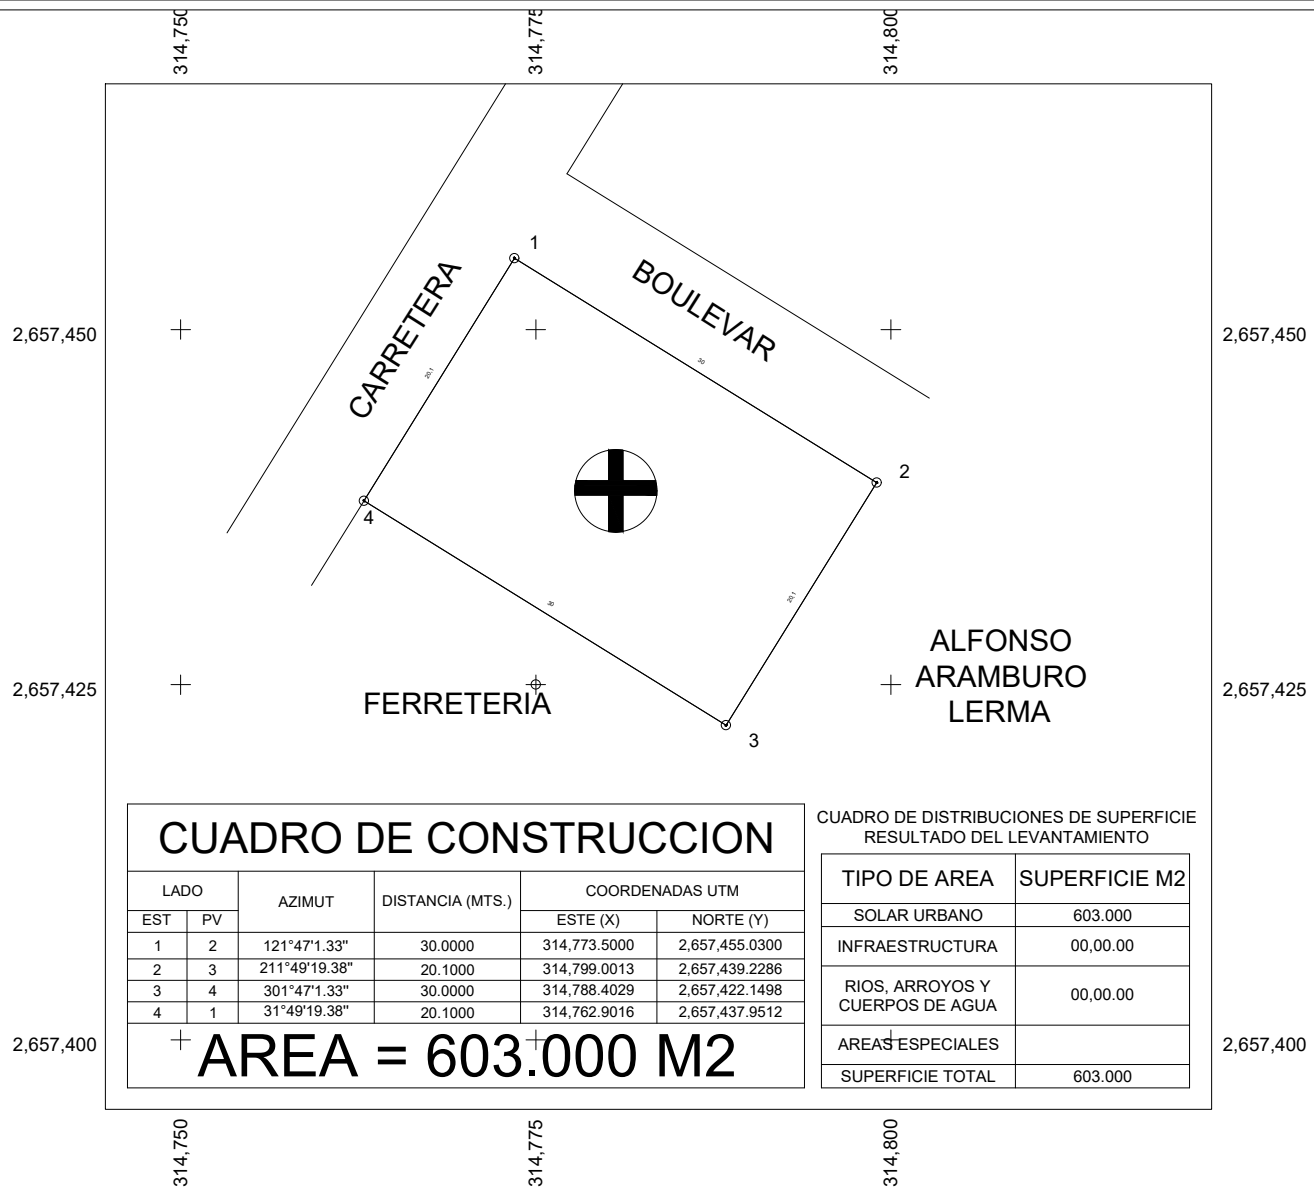 314,750
314,775
314,800
1
CARRETERA
BOULEVAR
2,657,450
2,657,450
20.1
30
2
4
30
20.1
ALFONSO
ARAMBURO
LERMA
2,657,425
2,657,425
FERRETERIA
3
CUADRO DE CONSTRUCCION
LADO AZIMUT DISTANCIA (MTS.) COORDENADAS UTM
EST PV ESTE (X) NORTE (Y)
1 2 121°47'1.33" 30.0000 314,773.5000 2,657,455.0300
2 3 211°49'19.38" 20.1000 314,799.0013 2,657,439.2286
3 4 301°47'1.33" 30.0000 314,788.4029 2,657,422.1498
4 1 31°49'19.38" 20.1000 314,762.9016 2,657,437.9512
AREA = 603.000 M2
CUADRO DE DISTRIBUCIONES DE SUPERFICIE
RESULTADO DEL LEVANTAMIENTO
TIPO DE AREA SUPERFICIE M2
SOLAR URBANO 603.000
INFRAESTRUCTURA 00,00.00
RIOS, ARROYOS Y
CUERPOS DE AGUA 00,00.00
AREAS ESPECIALES
SUPERFICIE TOTAL 603.000
2,657,400
2,657,400
314,750
314,775
314,800